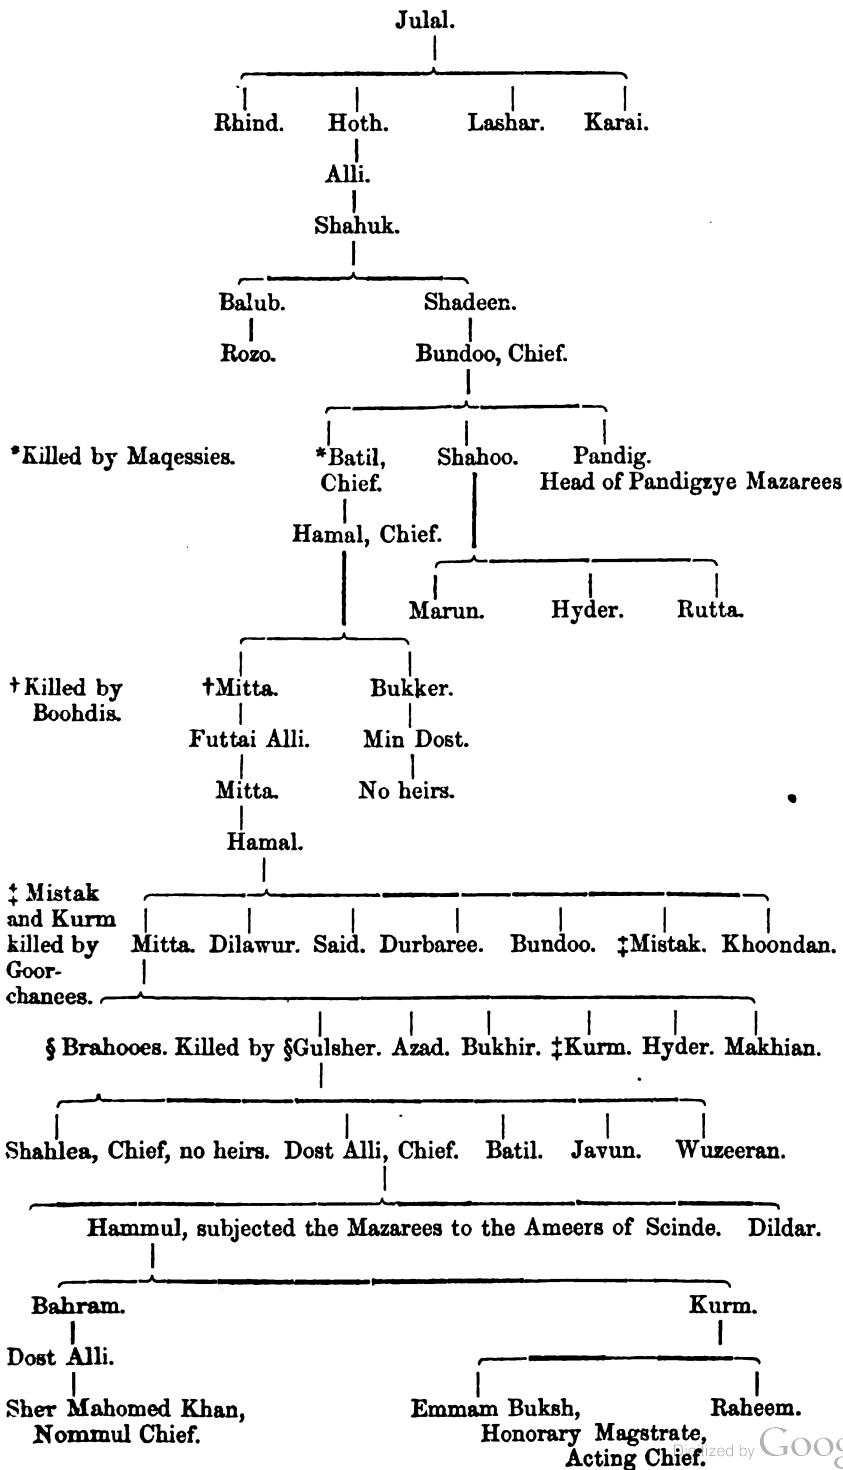 Julal.
Rhind. Hoth. Lashar. Karai.
Alli.
Shahuk.
Balub. Shadeen.
Rozo. Bundoo, Chief.
*Killed by Maqessies. *Batil, Shahoo. Pandig.
Chief. Head of Pandigzye Mazarees
Hamal, Chief.
Marun. Hyder. Rutta.
†Killed by †Mitta. Bukker.
Boohdis.
Futtai Alli. Min Dost.
Mitta. No heirs.
Hamal.
‡ Mistak
and Kurm
killed by Mitta. Dilawur. Said. Durbaree. Bundoo. ‡Mistak. Khoondan.
Goor-
chanees.
§ Brahooes. Killed by §Gulsher. Azad. Bukhir. ‡Kurm. Hyder. Makhian.
Shahlea, Chief, no heirs. Dost Alli, Chief. Batil. Javun. Wuzeeran.
Hammul, subjected the Mazarees to the Ameers of Scinde. Dildar.
Bahram. Kurm.
Dost Alli.
Sher Mahomed Khan, Emmam Buksh, Raheem.
Nommul Chief. Honorary Magstrate,
Acting Chief.
Digitized by Goog